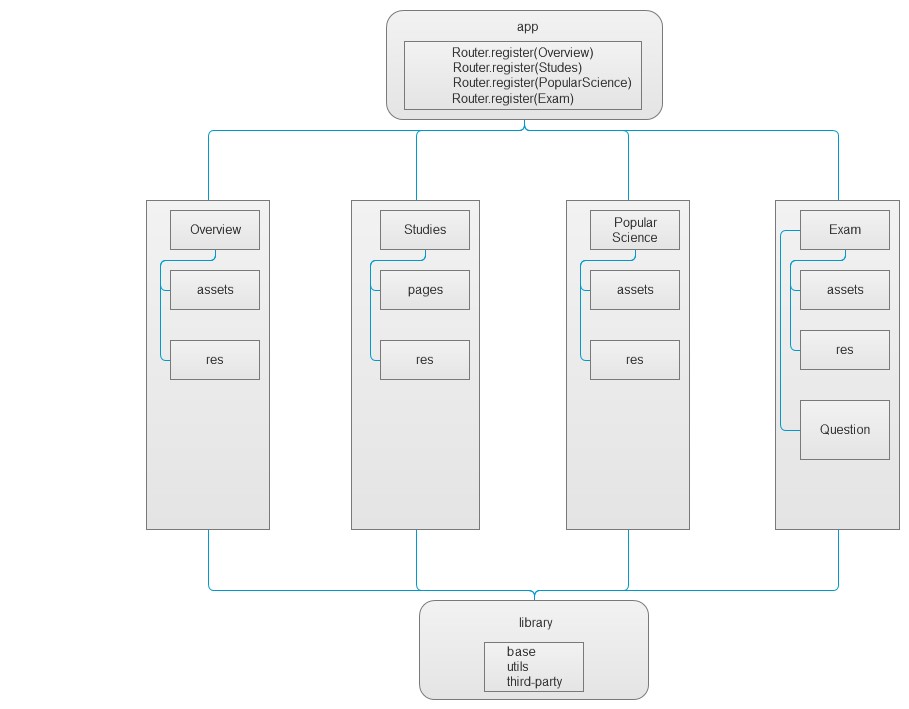 app
Router.register(Overview)
Router.register(Studes)
Router.register(PopularScience)
Router.register(Exam)
Overview
assets
res
Studies
pages
res
Popular
Science
assets
res
Exam
assets
res
Question
library
base
utils
third-party